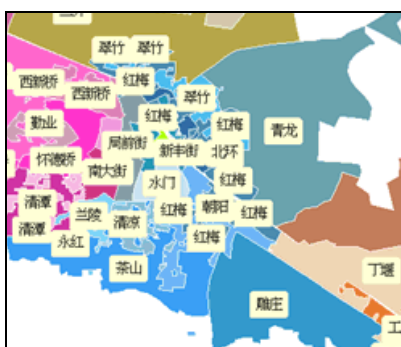 翠竹
翠竹
西新桥
红梅
西新桥
翠竹
勤业
红梅
红梅
青龙
局前街
新丰街
北环
怀德桥
南大街
水门
红梅
清潭
兰陵
清凉
红梅
朝阳
红梅
清潭
永红
红梅
茶山
丁堰
雕庄
工